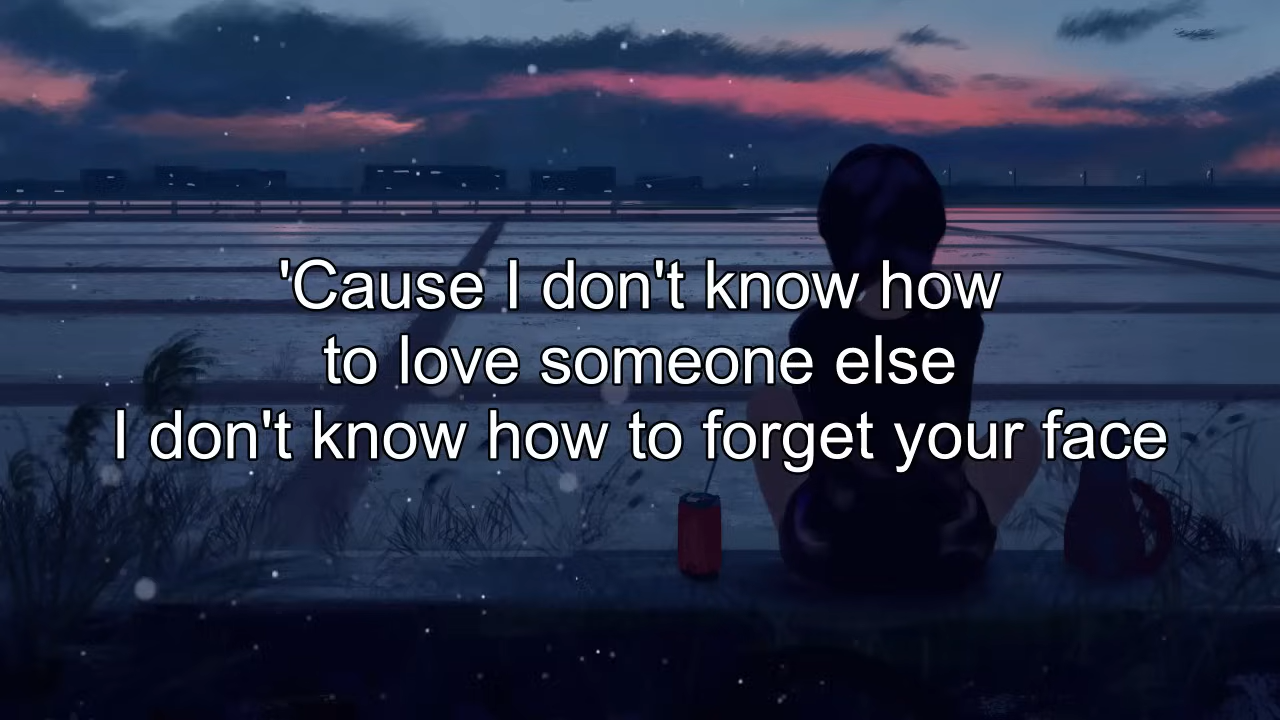 'Cause I don't know how
to love someone else
I don't know how to forget your face